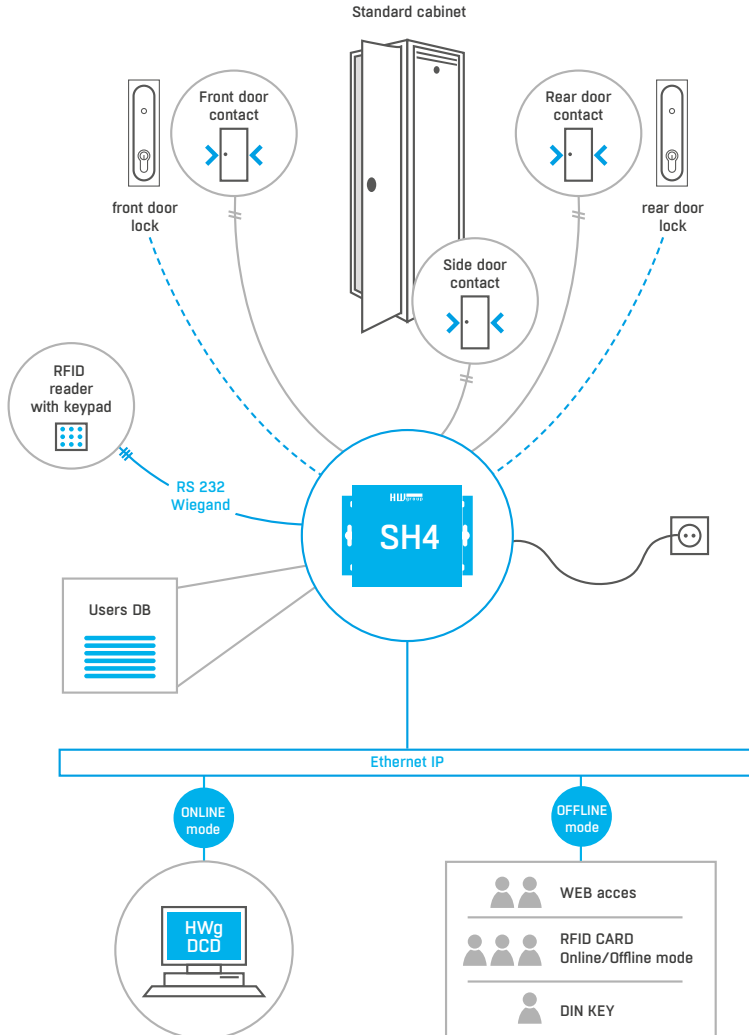 Standard cabinet
Front door
contact
Rear door
contact
front door
lock
rear door
lock
Side door
contact
RFID
reader
with keypad
RS 232
Wiegand
HWgroup
SH4
Users DB
Ethernet IP
ONLINE
mode
OFFLINE
mode
HWg
DCD
WEB acces
RFID CARD
Online/Offline mode
DIN KEY